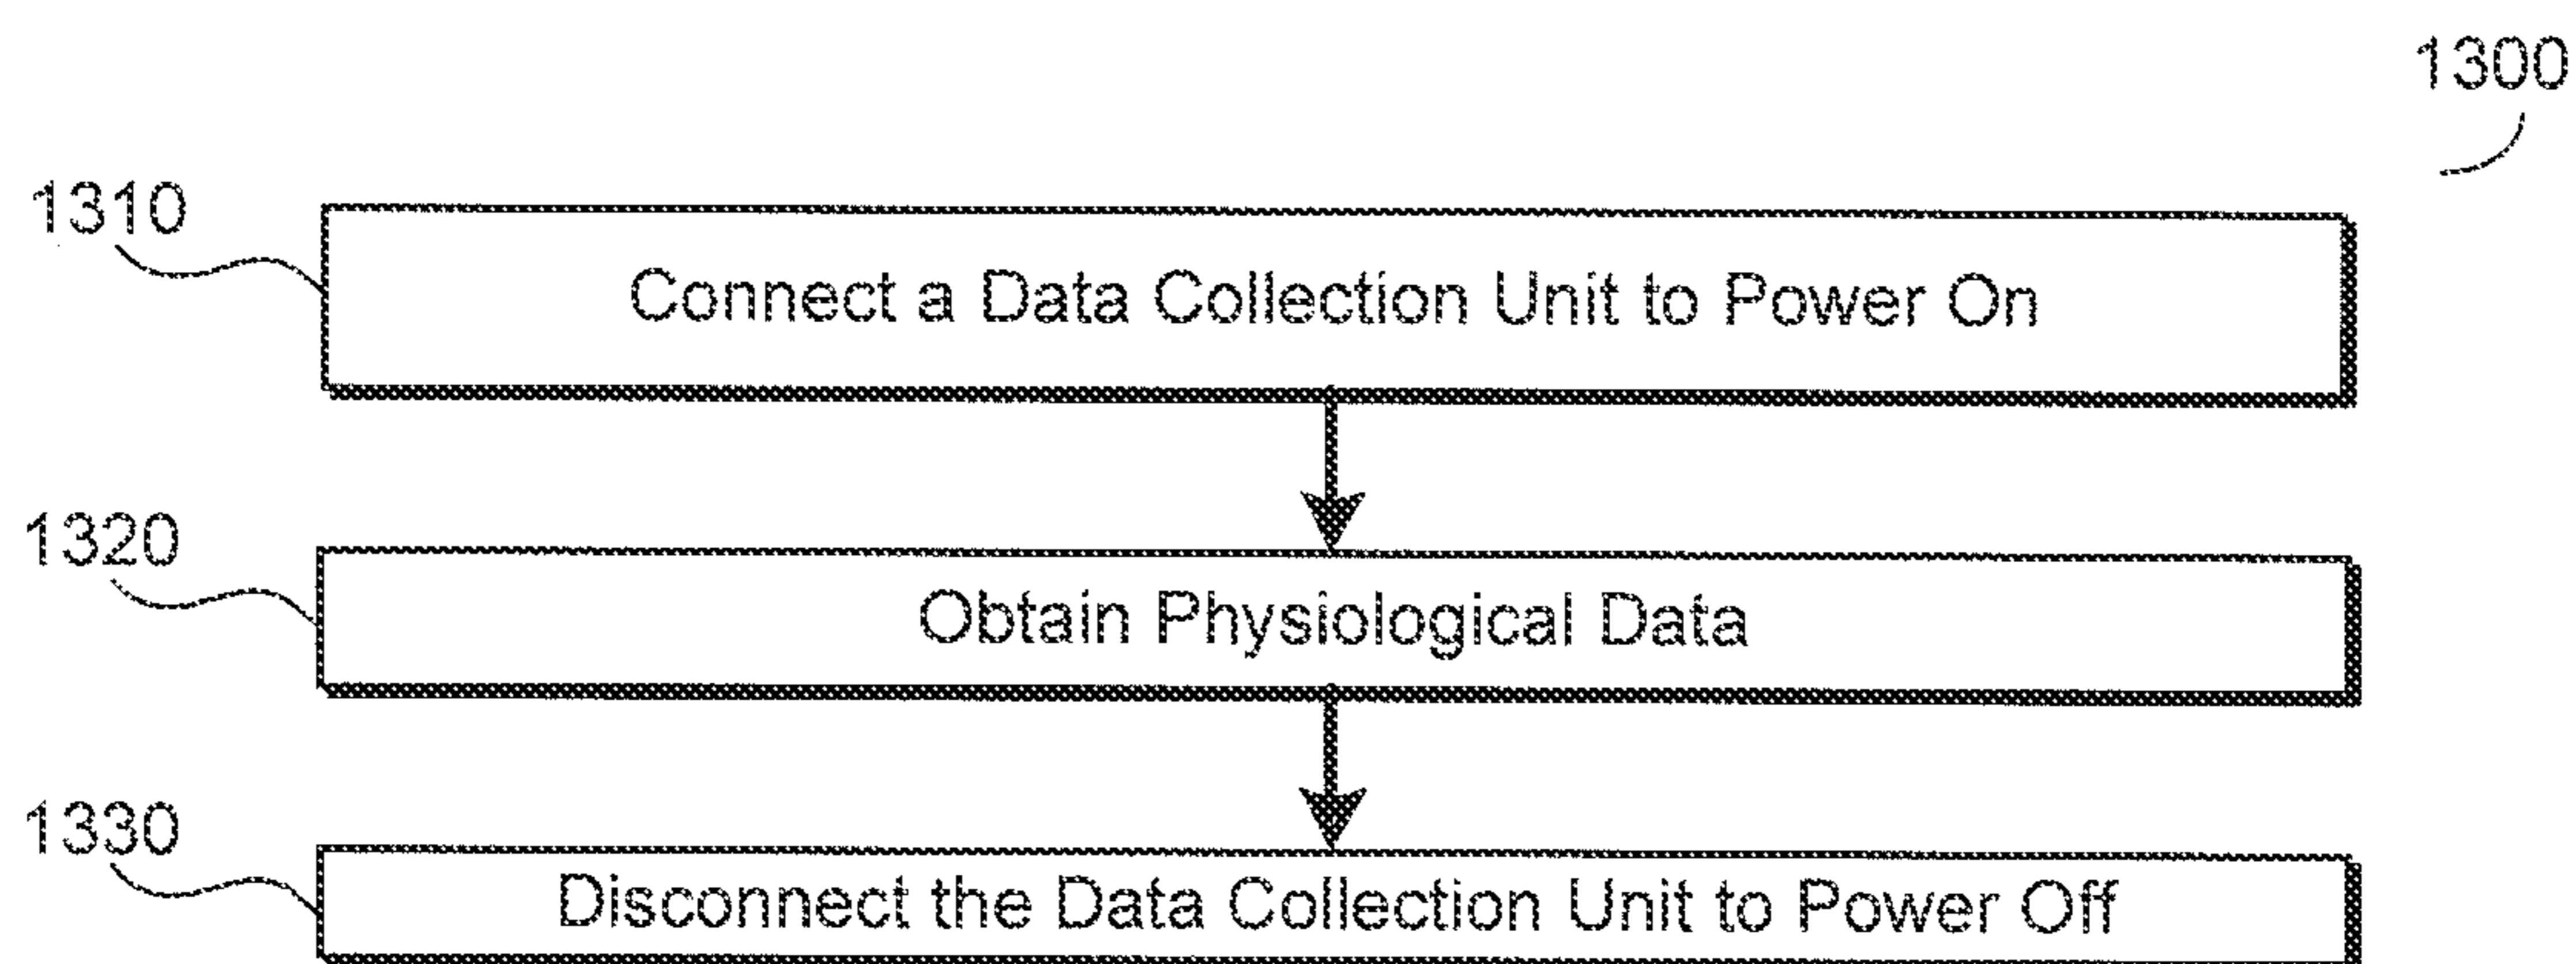 1300
1310
Connect a Data Collection Unit to Power On
1320
Obtain Physiological Data
1330
Disconnect the Data Collection Unit to Power Off